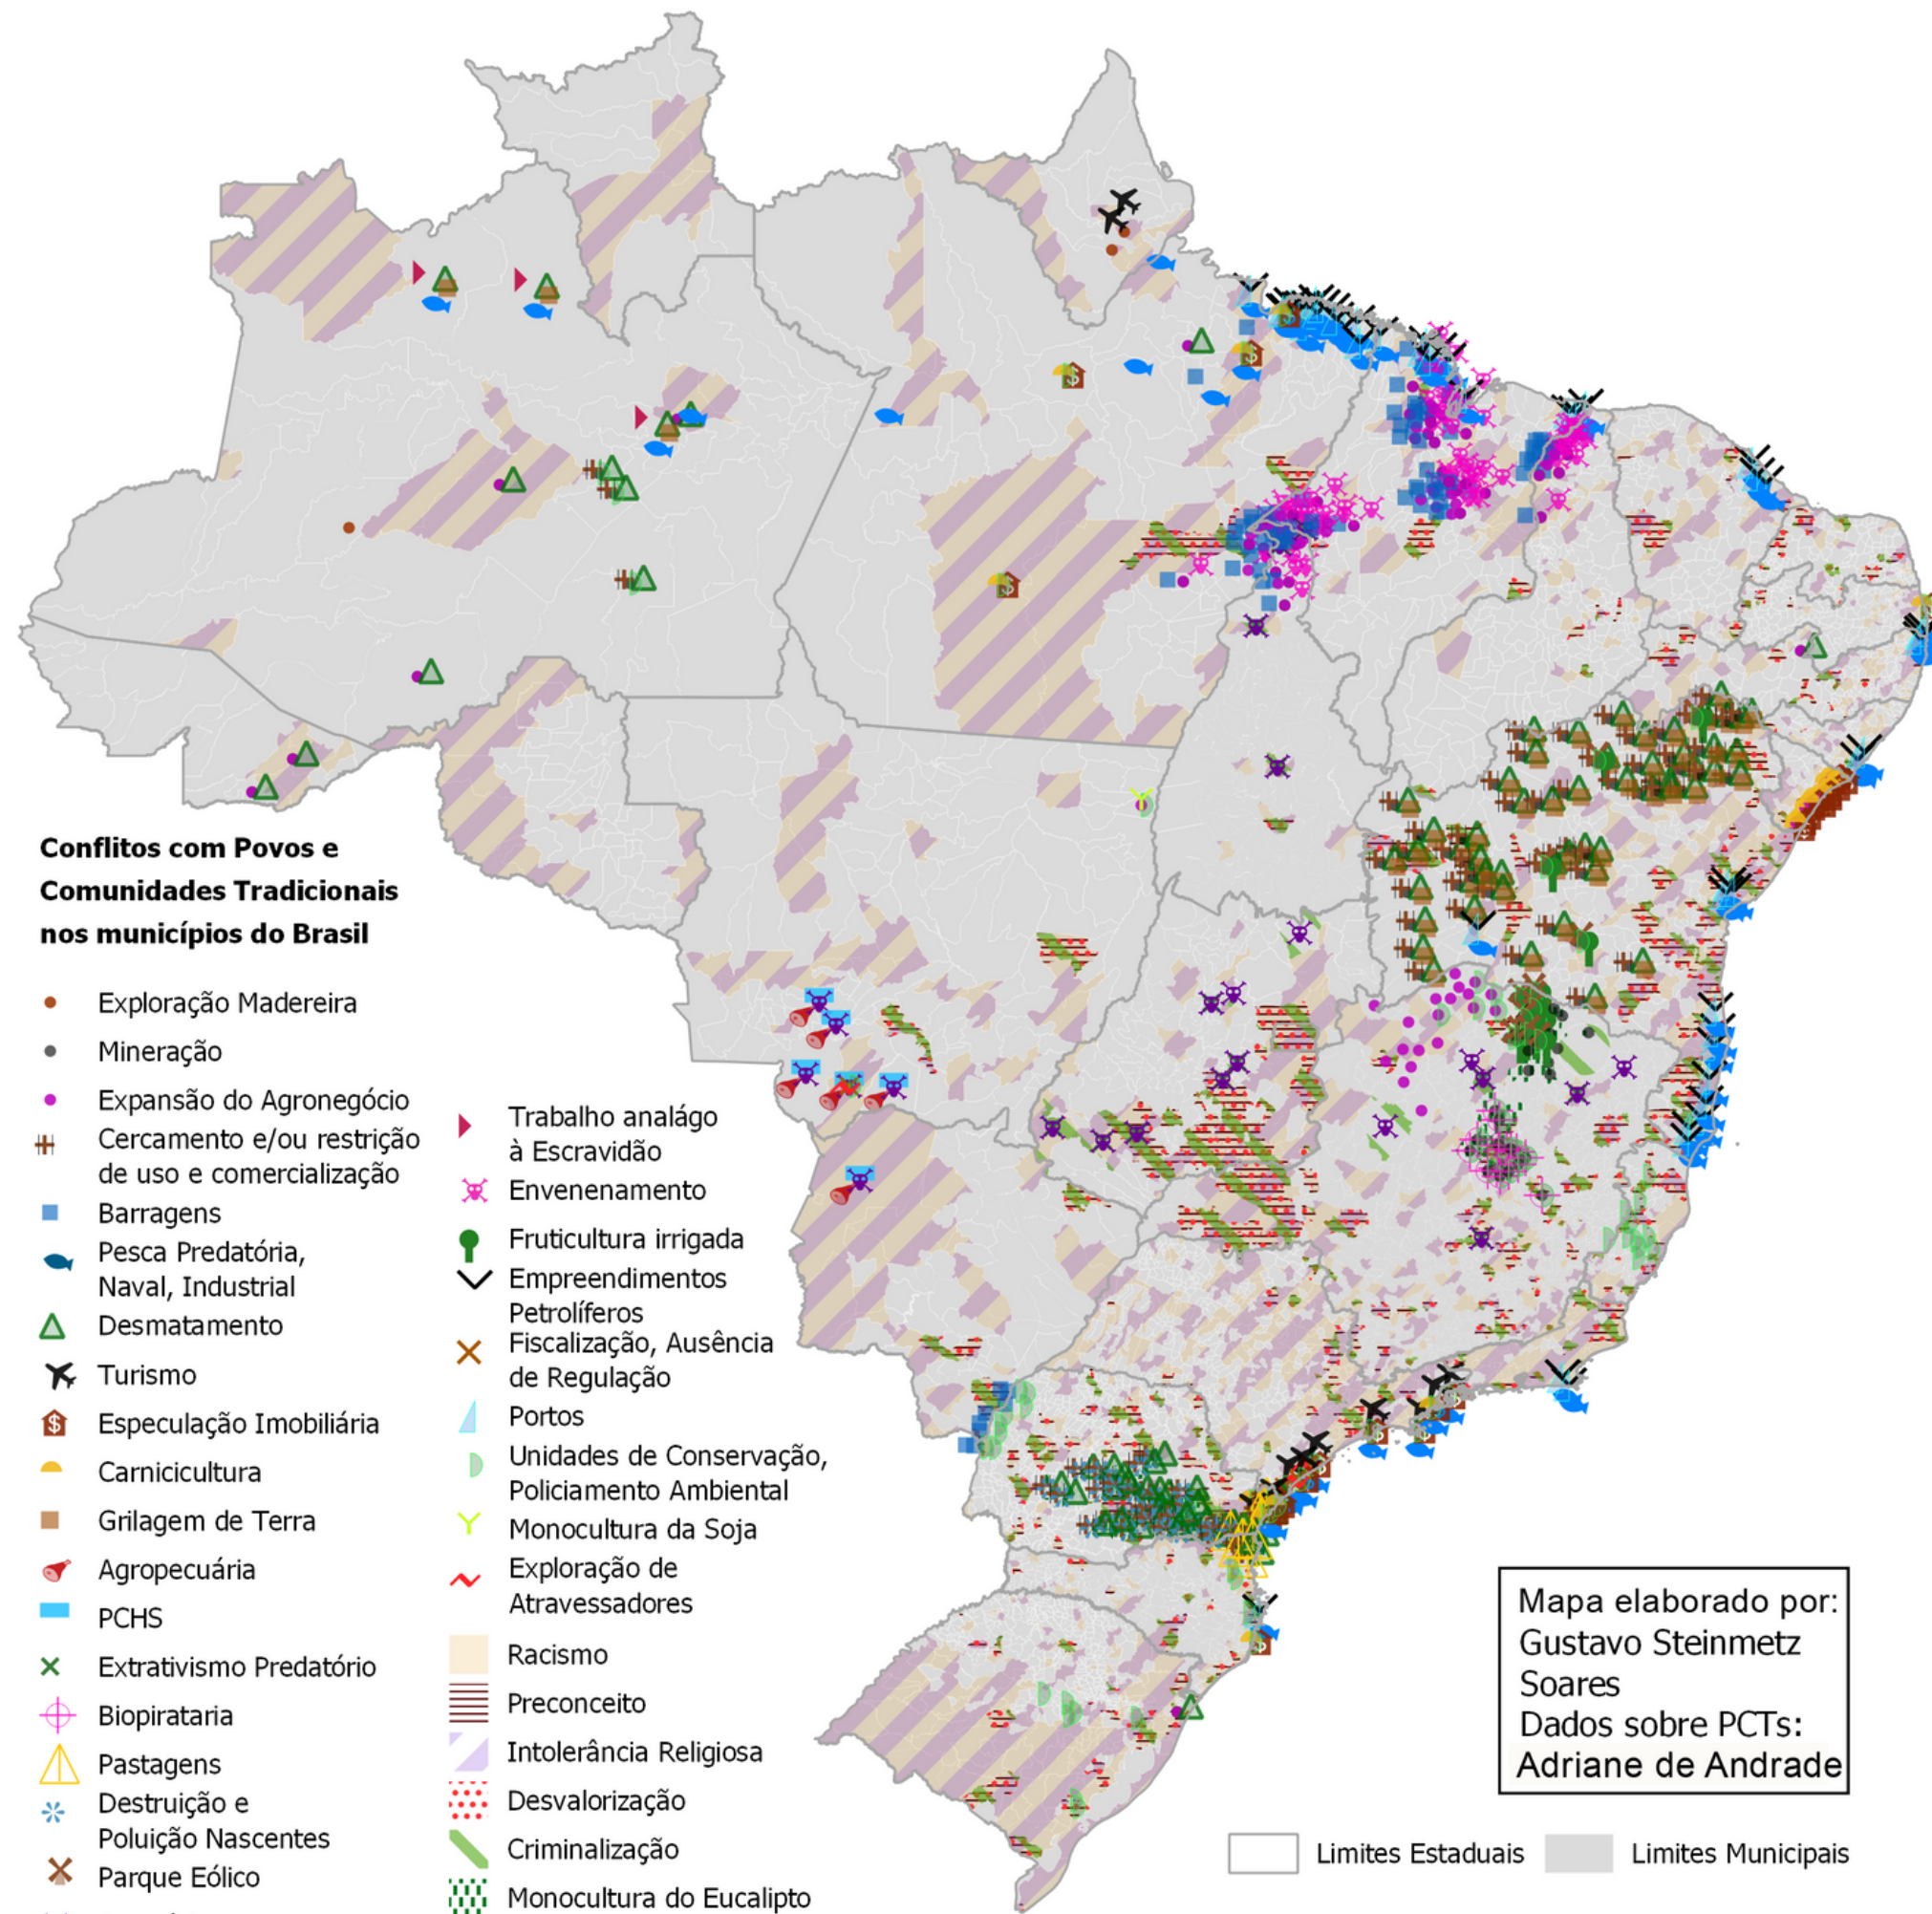 Conflitos com Povos e
Comunidades Tradicionais
nos municípios do Brasil
Exploração Madereira
Mineração
Expansão do Agronegócio
Cercamento e/ou restrição
de uso e comercialização
Barragens
Pesca Predatória,
Naval, Industrial
Desmatamento
Turismo
Especulação Imobiliária
Carnicicultura
Grilagem de Terra
Agropecuária
PCHS
Extrativismo Predatório
Biopirataria
Pastagens
Destruição e
Poluição Nascentes
Parque Eólico
Trabalho analágo
à Escravidão
Envenenamento
Fruticultura irrigada
Empreendimentos
Petrolíferos
Fiscalização, Ausência
de Regulação
Portos
Unidades de Conservação,
Policiamento Ambiental
Monocultura da Soja
Exploração de
Atravessadores
Racismo
Preconceito
Intolerância Religiosa
Desvalorização
Criminalização
Monocultura do Eucalipto
Mapa elaborado por:
Gustavo Steinmetz
Soares
Dados sobre PCTs:
Adriane de Andrade
Limites Estaduais
Limites Municipais